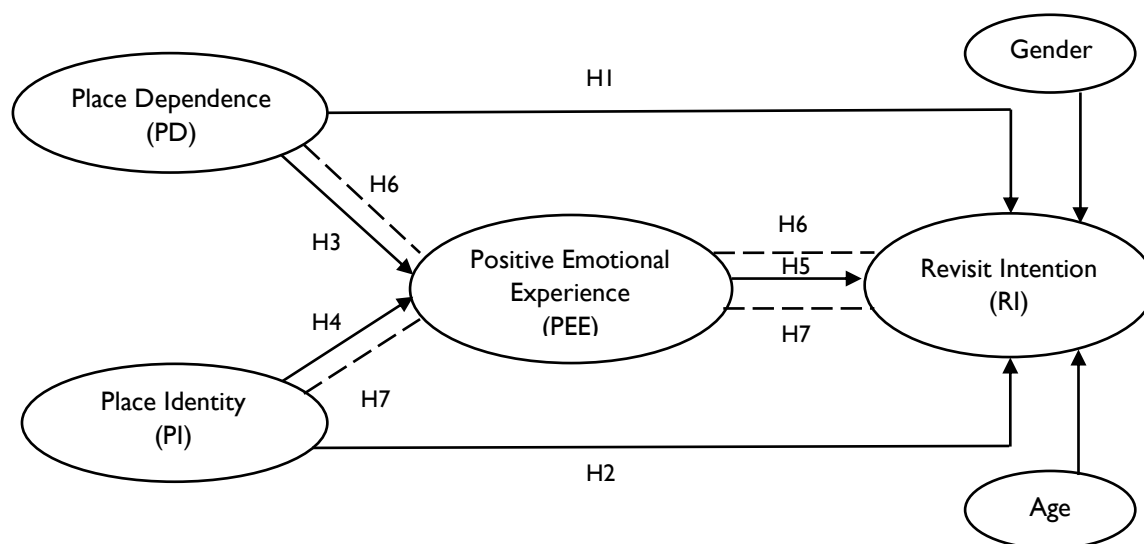 Gender
H1
Place Dependence
(PD)
H6
H3
H6
Positive Emotional
Experience
(PEE)
H5
Revisit Intention
(RI)
H4
H7
H7
Place Identity
(PI)
H2
Age